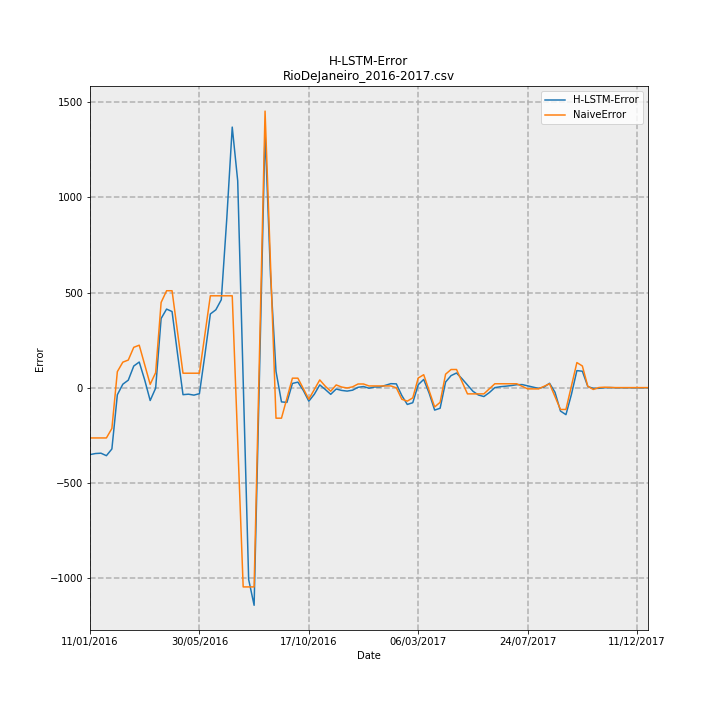 H-LSTM-Error
RioDeJaneiro_2016-2017.csv
H-LSTM-Error
NaiveError
1500
1000
500
0
−500
−1000
Error
11/01/2016 30/05/2016 17/10/2016 06/03/2017 24/07/2017 11/12/2017
Date